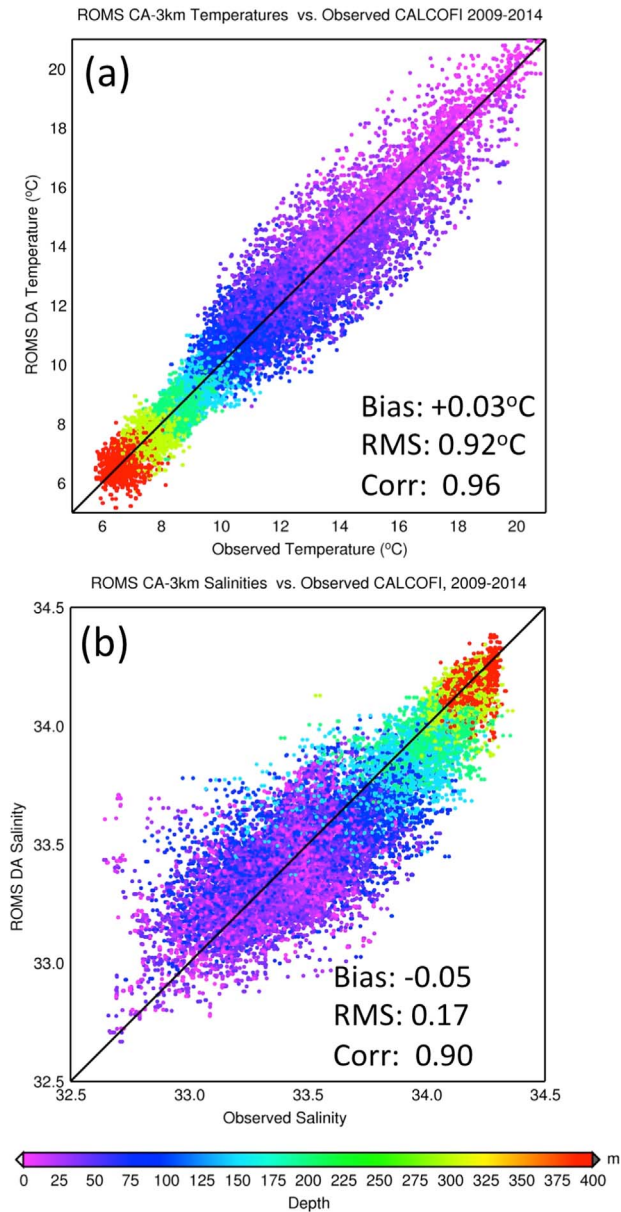 ROMS CA-3km Temperatures vs. Observed CALCOFI 2009-2014
(a)
20
18
16
14
12
10
8
6
ROMS DA Temperature (ºC)
Bias: +0.03ºC
RMS: 0.92ºC
Corr: 0.96
6 8 10 12 14 16 18 20
Observed Temperature (ºC)
ROMS CA-3km Salinities vs. Observed CALCOFI, 2009-2014
(b)
34.5
34.0
33.5
33.0
32.5
ROMS DA Salinity
Bias: -0.05
RMS: 0.17
Corr: 0.90
32.5 33.0 33.5 34.0 34.5
Observed Salinity
m
0 25 50 75 100 125 150 175 200 225 250 275 300 325 350 375 400
Depth